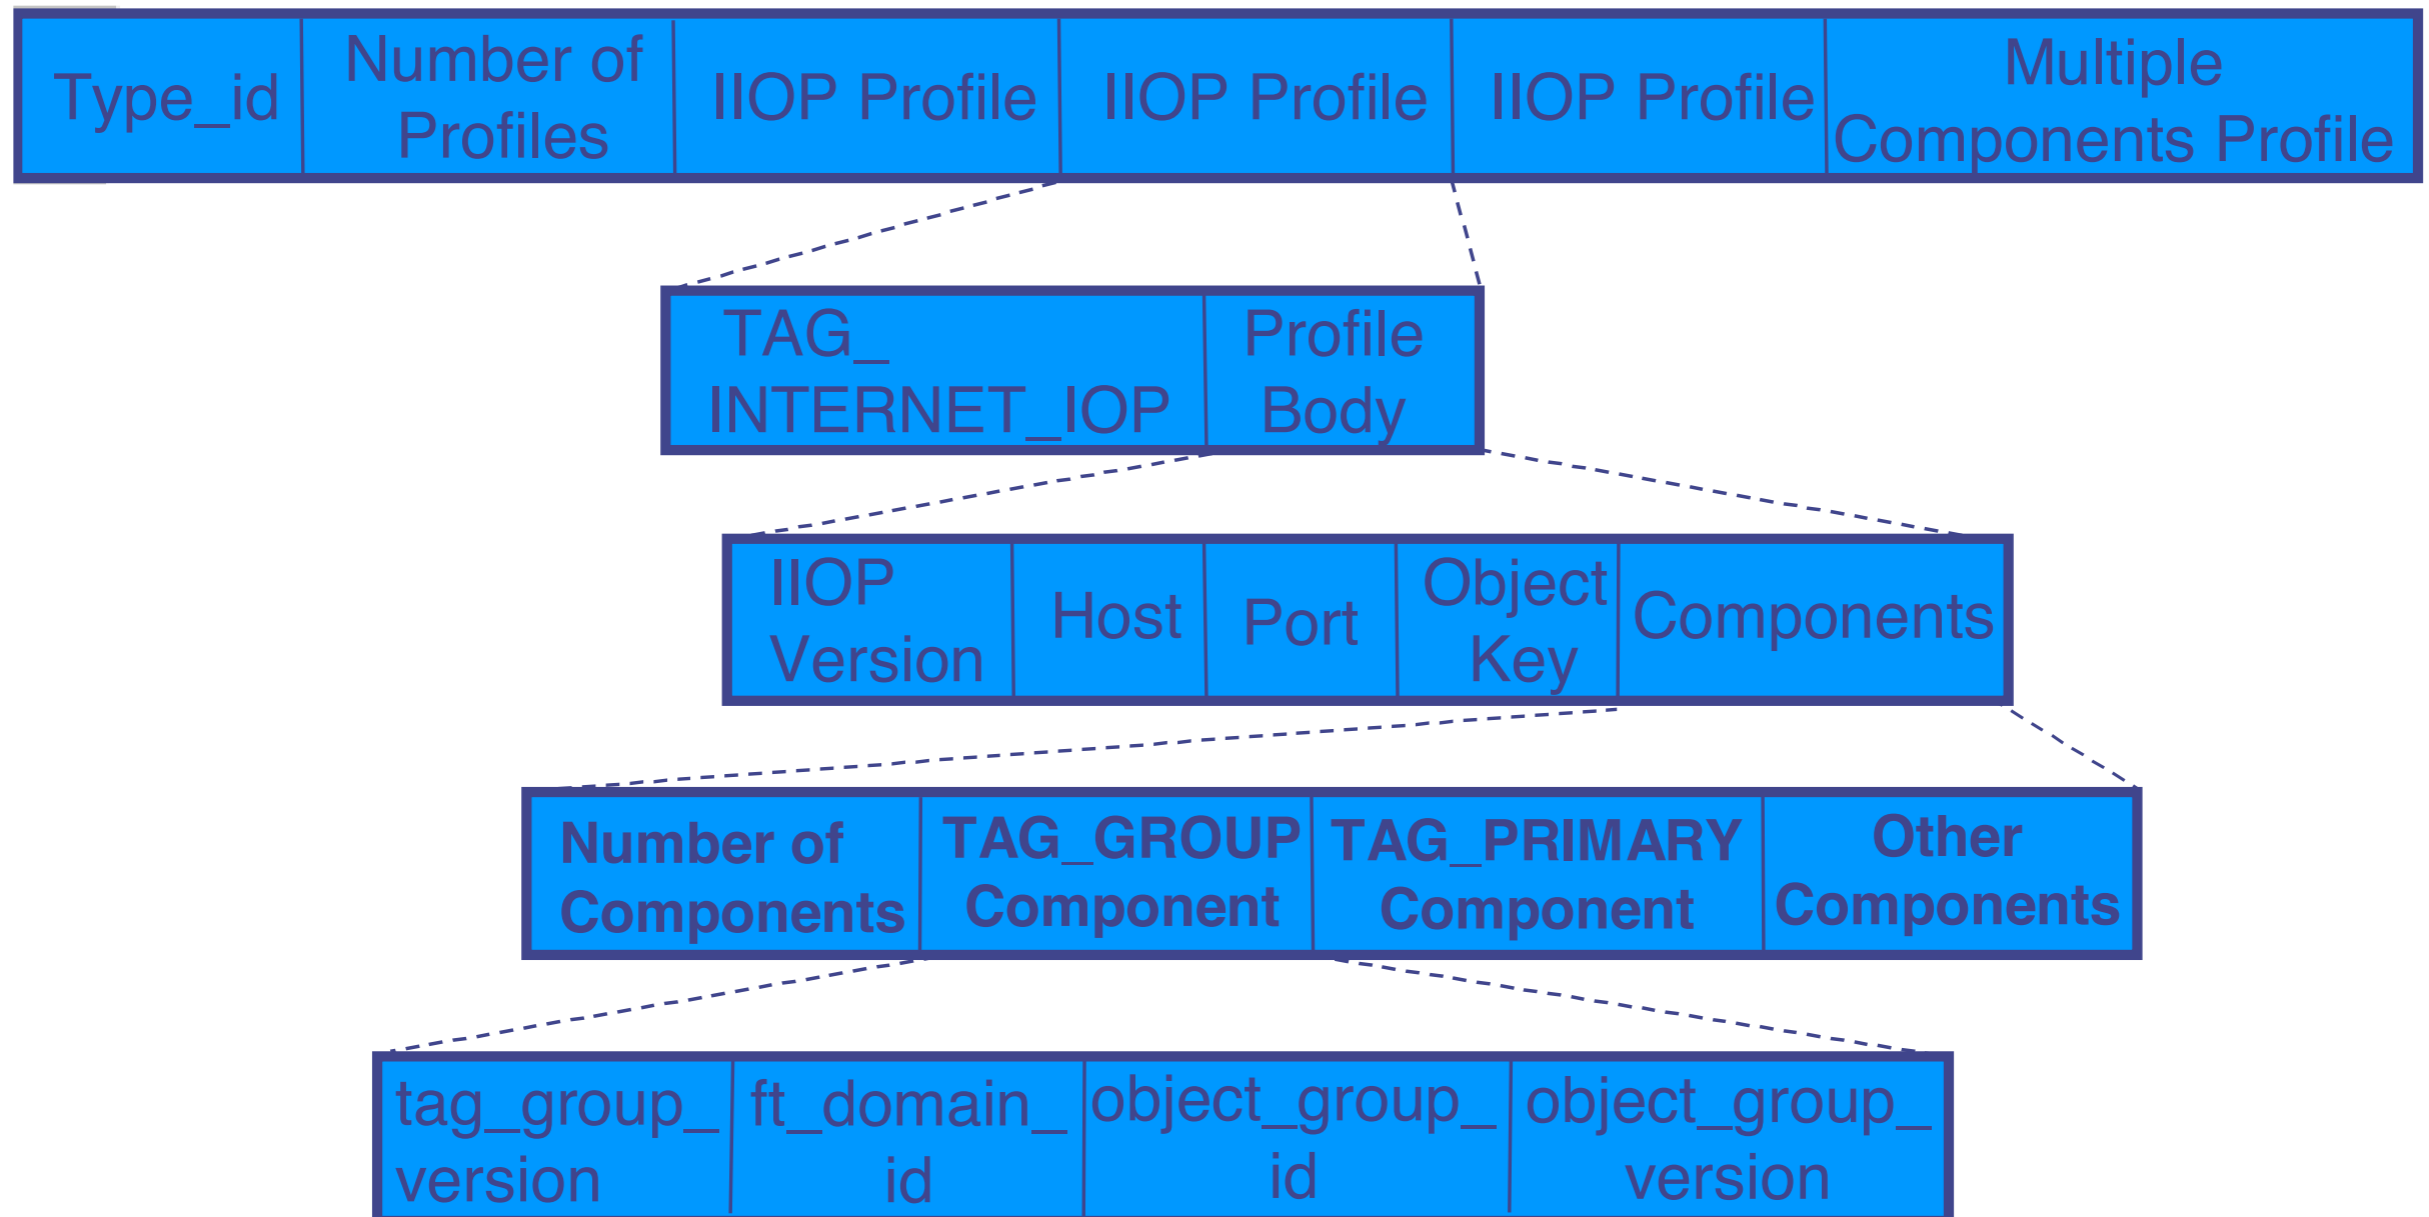 Type_id
Number of
Profiles
IIOP Profile
IIOP Profile
IIOP Profile
Multiple
Components Profile
TAG_
INTERNET_IOP
Profile
Body
IIOP
Version
Host
Port
Object
Key
Components
Number of
Components
TAG_GROUP
Component
TAG_PRIMARY
Component
Other
Components
tag_group_
version
ft_domain_
id
object_group_
id
object_group_
version